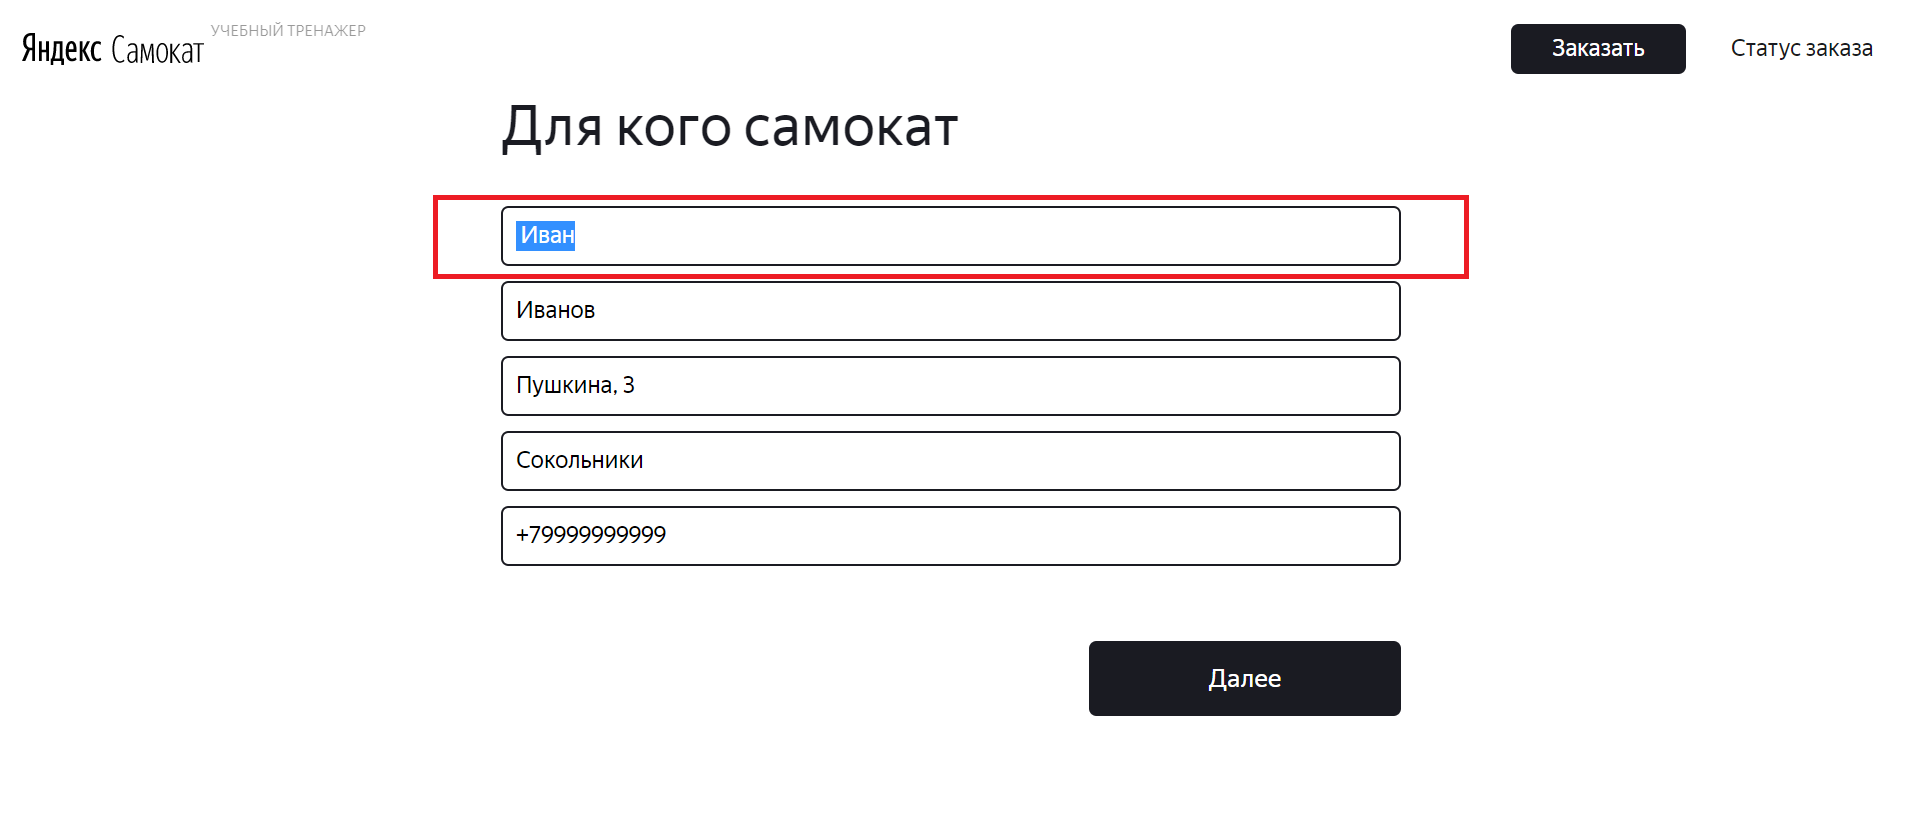 Яндекс Самокат
УЧЕБНЫЙ ТРЕНАЖЕР
Заказать
Статус заказа
Для кого самокат
Иван
Иванов
Пушкина, 3
Сокольники
+79999999999
Далее